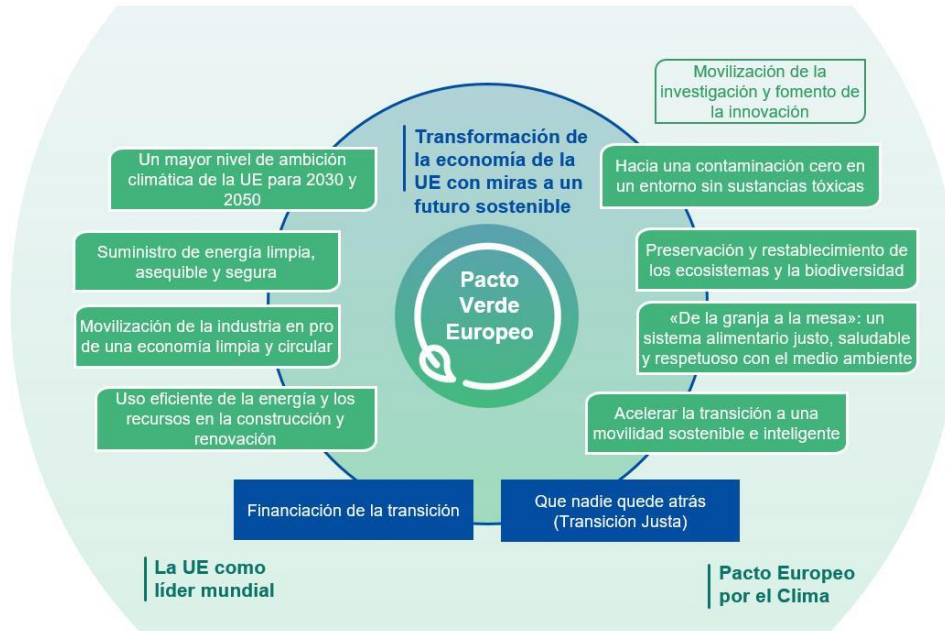 Movilización de la
investigación y fomento de
la innovación
Transformación de
la economía de la
UE con miras a un
futuro sostenible
Un mayor nivel de ambición
climática de la UE para 2030 y
2050
Hacia una contaminación cero en
un entorno sin sustancias tóxicas
Suministro de energía limpia,
asequible y segura
Preservación y restablecimiento de
los ecosistemas y la biodiversidad
Pacto
Verde
Europeo
Movilización de la industria en pro
de una economía limpia y circular
«De la granja a la mesa»: un
sistema alimentario justo, saludable
y respetuoso con el medio ambiente
Uso eficiente de la energía y los
recursos en la construcción y
renovación
Acelerar la transición a una
movilidad sostenible e inteligente
Financiación de la transición
Que nadie quede atrás
(Transición Justa)
La UE como
líder mundial
Pacto Europeo
por el Clima